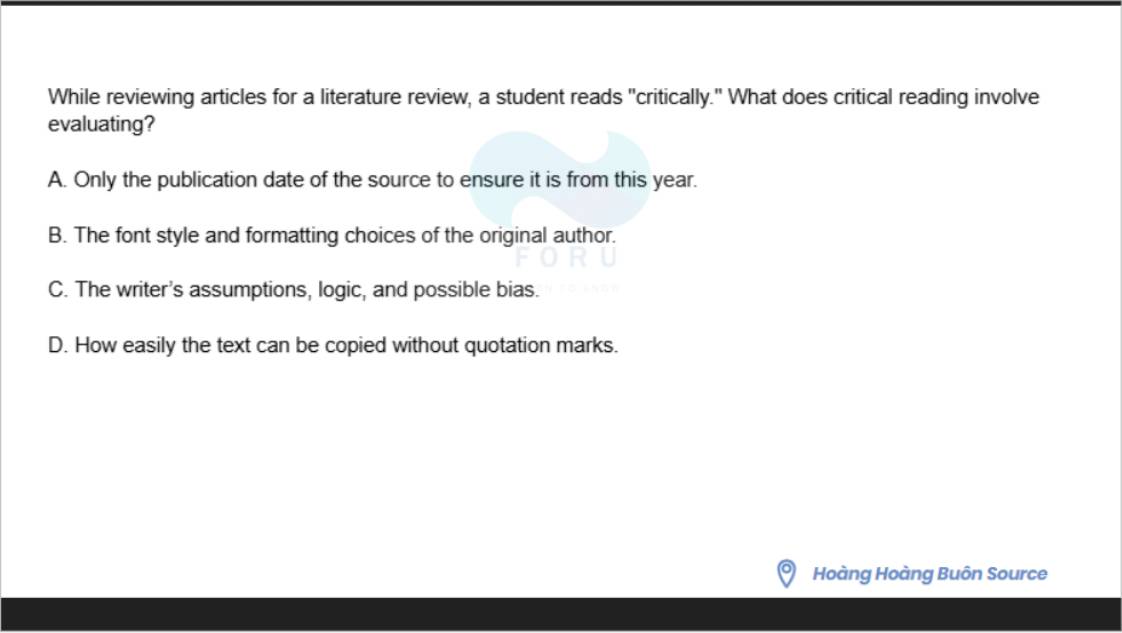 While reviewing articles for a literature review, a student reads "critically." What does critical reading involve
evaluating?
A. Only the publication date of the source to ensure it is from this year.
B. The font style and formatting choices of the original author.
FORU
C. The writer's assumptions, logic, and possible bias.
TO KNOW
D. How easily the text can be copied without quotation marks.
Hoàng Hoàng Buôn Source